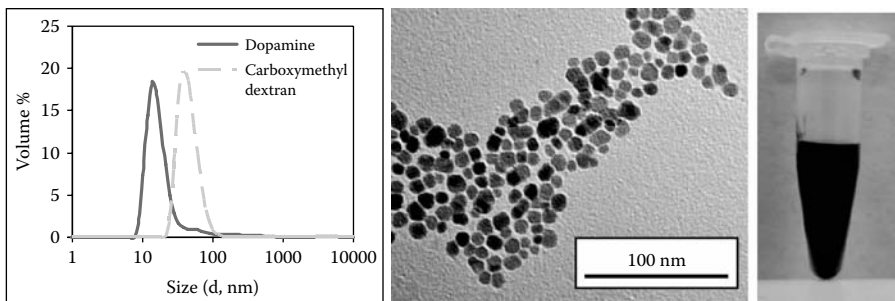 25
20
15
10
5
0
Volume %
Dopamine
Carboxymethyl
dextran
1 10 100 1000 10000
Size (d, nm)
100 nm